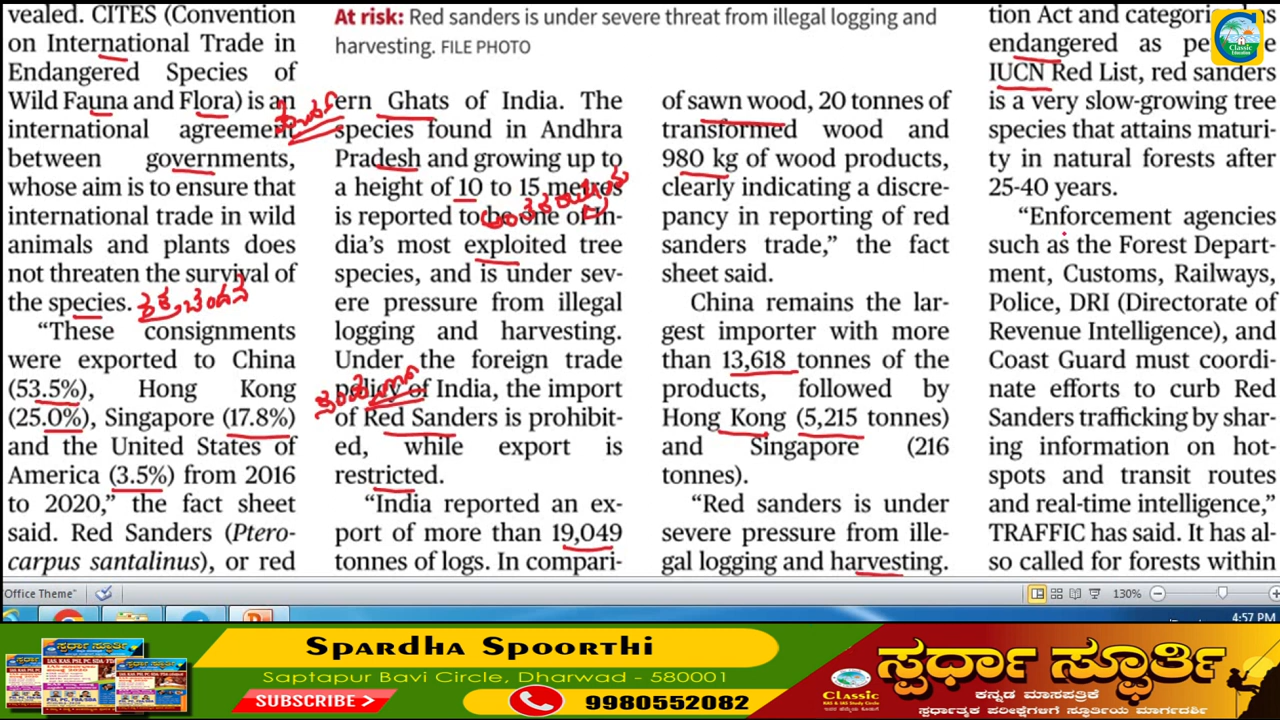 vealed. CITES (Convention
on International Trade in
Endangered Species of
Wild Fauna and Flora) is an
international agreement
between governments,
whose aim is to ensure that
international trade in wild
animals and plants does
not threaten the survival of
the species.
“These consignments
were exported to China
(53.5%), Hong Kong
(25.0%), Singapore (17.8%)
and the United States of
America (3.5%) from 2016
to 2020,” the fact sheet
said. Red Sanders (Ptero-
carpus santalinus), or red
At risk: Red sanders is under severe threat from illegal logging and
harvesting. FILE PHOTO
ern Ghats of India. The
species found in Andhra
Pradesh and growing up to
a height of 10 to 15 metres
is reported to be one of In-
dia’s most exploited tree
species, and is under sev-
ere pressure from illegal
logging and harvesting.
Under the foreign trade
policy of India, the import
of Red Sanders is prohibit-
ed, while export is
restricted.
“India reported an ex-
port of more than 19,049
tonnes of logs. In compari-
of sawn wood, 20 tonnes of
transformed wood and
980 kg of wood products,
clearly indicating a discre-
pancy in reporting of red
sanders trade,” the fact
sheet said.
China remains the lar-
gest importer with more
than 13,618 tonnes of the
products, followed by
Hong Kong (5,215 tonnes)
and Singapore (216
tonnes).
“Red sanders is under
severe pressure from ille-
gal logging and harvesting.
tion Act and categorised as
endangered as pe e
IUCN Red List, red sanders
is a very slow-growing tree
species that attains maturi-
ty in natural forests after
25-40 years.
“Enforcement agencies
such as the Forest Depart-
ment, Customs, Railways,
Police, DRI (Directorate of
Revenue Intelligence), and
Coast Guard must coordi-
nate efforts to curb Red
Sanders trafficking by shar-
ing information on hot-
spots and transit routes
and real-time intelligence,”
TRAFFIC has said. It has al-
so called for forests within
Classic
Education
Office Theme"
130%
4:57 PM
Spardha Spoorthi
Saptapur Bavi Circle, Dharwad - 580001
SUBSCRIBE
9980552082
Classic
KAS & IAS Study Circle
ಸ್ಪರ್ಧಾ ಸ್ಫೂರ್ತಿ
ಕನ್ನಡ ಮಾಸಪತ್ರಿಕೆ
ಸ್ಪರ್ಧಾತ್ಮಕ ಪರೀಕ್ಷೆಗಳಿಗೆ ಸ್ಫೂರ್ತಿಯ ಮಾರ್ಗದರ್ಶಿ